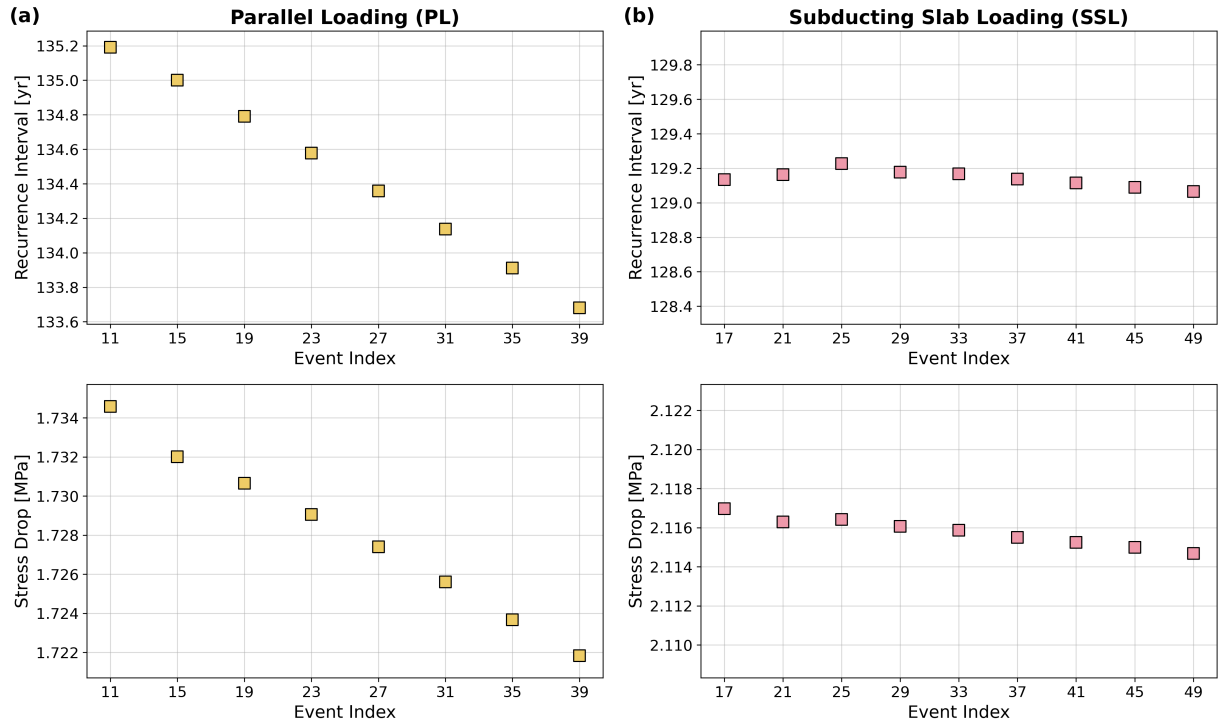 (a)
Parallel Loading (PL)
Recurrence Interval [yr]
135.2
135.0
134.8
134.6
134.4
134.2
134.0
133.8
133.6
11 15 19 23 27 31 35 39
Event Index
(b)
Subducting Slab Loading (SSL)
Recurrence Interval [yr]
129.8
129.6
129.4
129.2
129.0
128.8
128.6
128.4
17 21 25 29 33 37 41 45 49
Event Index
Stress Drop [MPa]
1.734
1.732
1.730
1.728
1.726
1.724
1.722
11 15 19 23 27 31 35 39
Event Index
Stress Drop [MPa]
2.122
2.120
2.118
2.116
2.114
2.112
2.110
17 21 25 29 33 37 41 45 49
Event Index